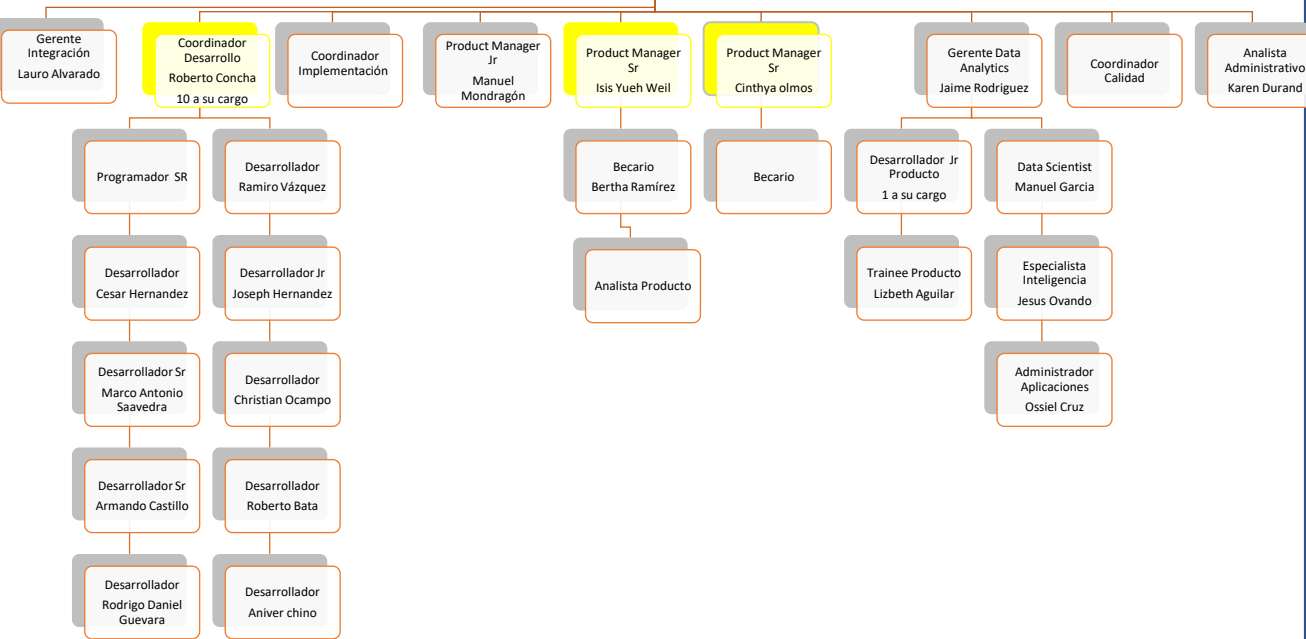 Gerente
Integración
Lauro Alvarado
Coordinador
Desarrollo
Roberto Concha
10 a su cargo
Coordinador
Implementación
Product Manager
Jr
Manuel
Mondragón
Product Manager
Sr
Isis Yueh Weil
Product Manager
Sr
Cinthya olmos
Gerente Data
Analytics
Jaime Rodriguez
Coordinador
Calidad
Analista
Administrativo
Karen Durand
Programador SR
Desarrollador
Ramiro Vázquez
Becario
Bertha Ramírez
Becario
Desarrollador Jr
Producto
1 a su cargo
Data Scientist
Manuel Garcia
Desarrollador
Cesar Hernandez
Desarrollador Jr
Joseph Hernandez
Analista Producto
Trainee Producto
Lizbeth Aguilar
Especialista
Inteligencia
Jesus Ovando
Desarrollador Sr
Marco Antonio
Saavedra
Desarrollador
Christian Ocampo
Administrador
Aplicaciones
Ossiel Cruz
Desarrollador Sr
Armando Castillo
Desarrollador
Roberto Bata
Desarrollador
Rodrigo Daniel
Guevara
Desarrollador
Aniver chino